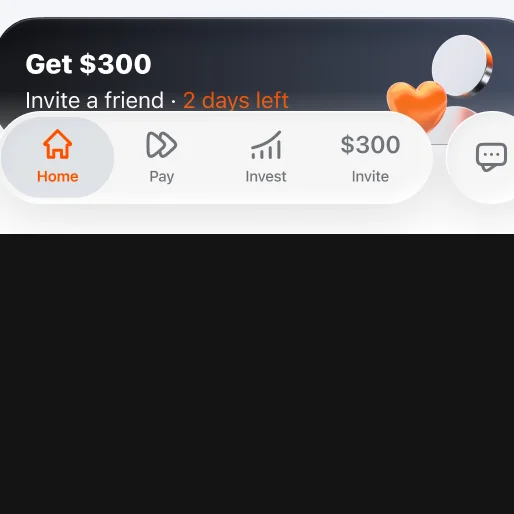 Get $300
Invite a friend · 2 days left
Home
Pay
Invest
$300
Invite